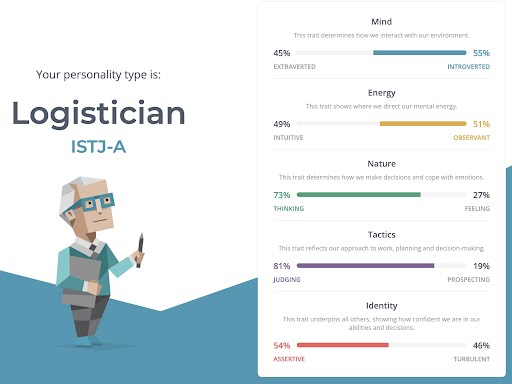 Your personality type is:
Logistician
ISTJ-A
Mind
This trait determines how we interact with our environment.
45% 55%
EXTRAVERTED INTROVERTED
Energy
This trait shows where we direct our mental energy.
49% 51%
INTUITIVE OBSERVANT
Nature
This trait determines how we make decisions and cope with emotions.
73% 27%
THINKING FEELING
Tactics
This trait reflects our approach to work, planning and decision-making.
81% 19%
JUDGING PROSPECTING
Identity
This trait underpins all others, showing how confident we are in our
abilities and decisions.
54% 46%
ASSERTIVE TURBULENT